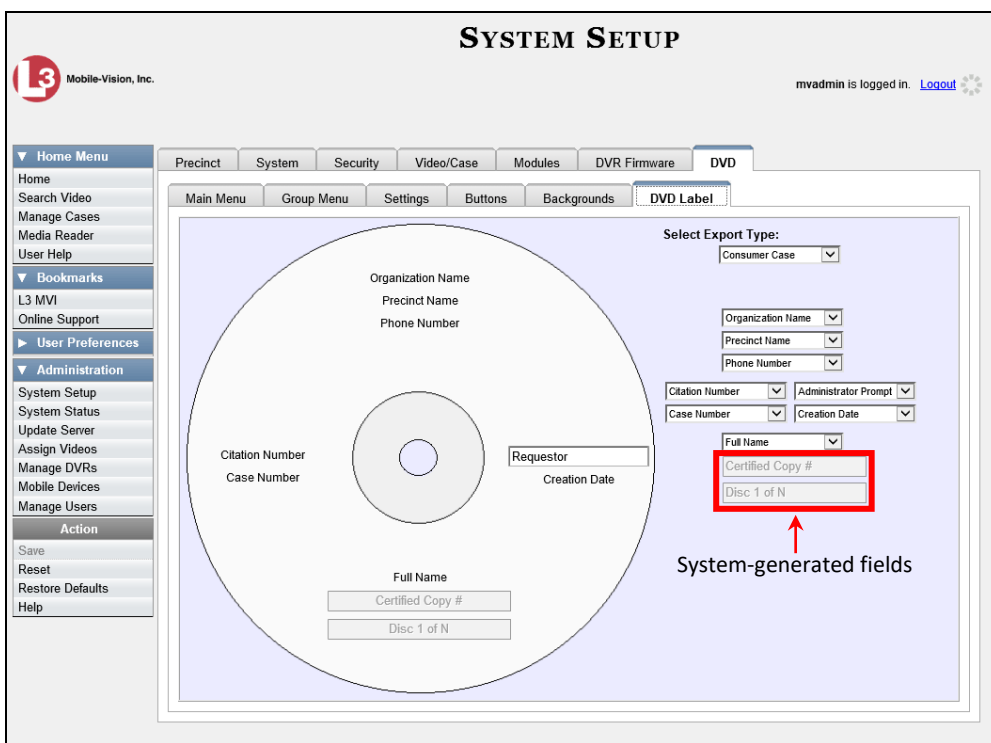 SYSTEM SETUP
L3 Mobile-Vision, Inc.
mvadmin is logged in. Logout
▼ Home Menu
Home
Search Video
Manage Cases
Media Reader
User Help
▼ Bookmarks
L3 MVI
Online Support
► User Preferences
▼ Administration
System Setup
System Status
Update Server
Assign Videos
Manage DVRs
Mobile Devices
Manage Users
Action
Save
Reset
Restore Defaults
Help
Precinct System Security Video/Case Modules DVR Firmware DVD
Main Menu Group Menu Settings Buttons Backgrounds DVD Label
Organization Name
Precinct Name
Phone Number
Citation Number
Case Number
Requestor
Creation Date
Full Name
Certified Copy #
Disc 1 of N
Select Export Type:
Consumer Case
Organization Name
Precinct Name
Phone Number
Citation Number Administrator Prompt
Case Number Creation Date
Full Name
Certified Copy #
Disc 1 of N
System-generated fields